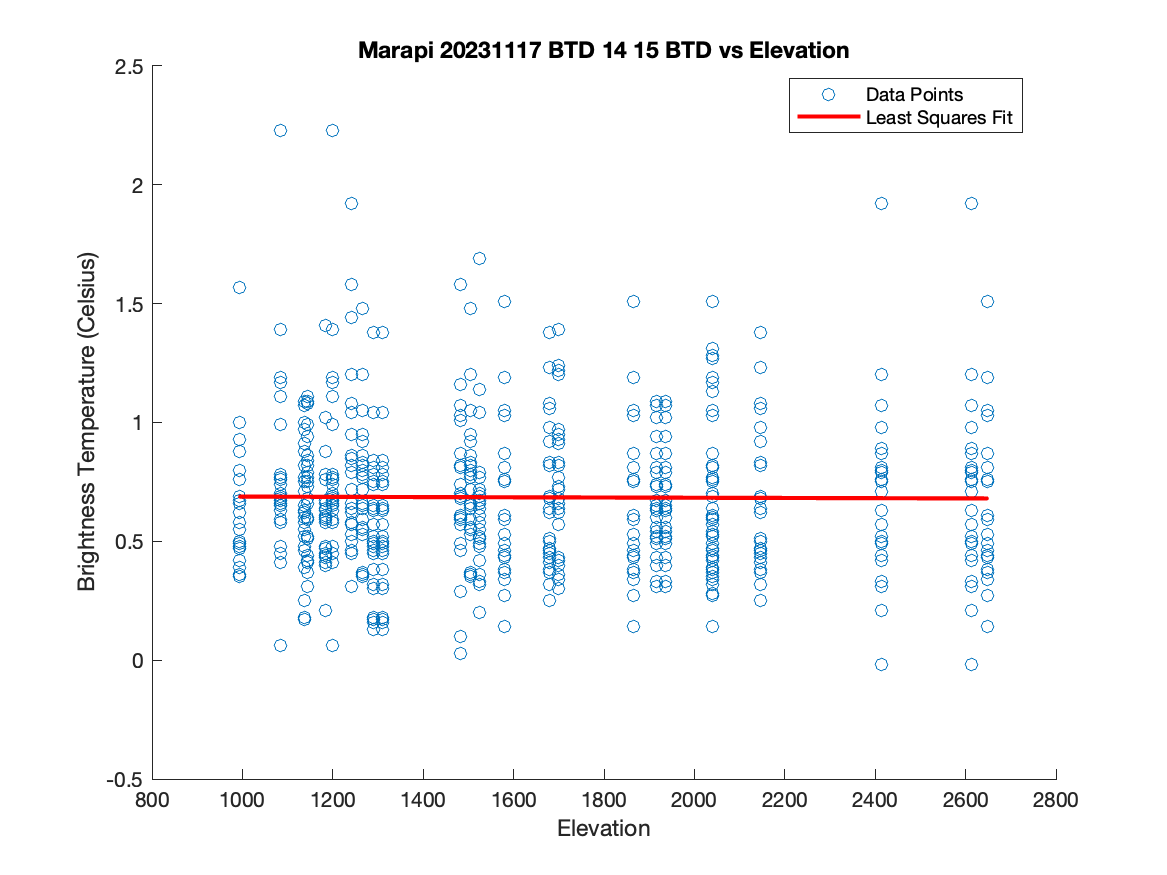 Marapi 20231117 BTD 14 15 BTD vs Elevation
Data Points
Least Squares Fit
2.5
2
1.5
1
0.5
0
-0.5
Brightness Temperature (Celsius)
800 1000 1200 1400 1600 1800 2000 2200 2400 2600 2800
Elevation